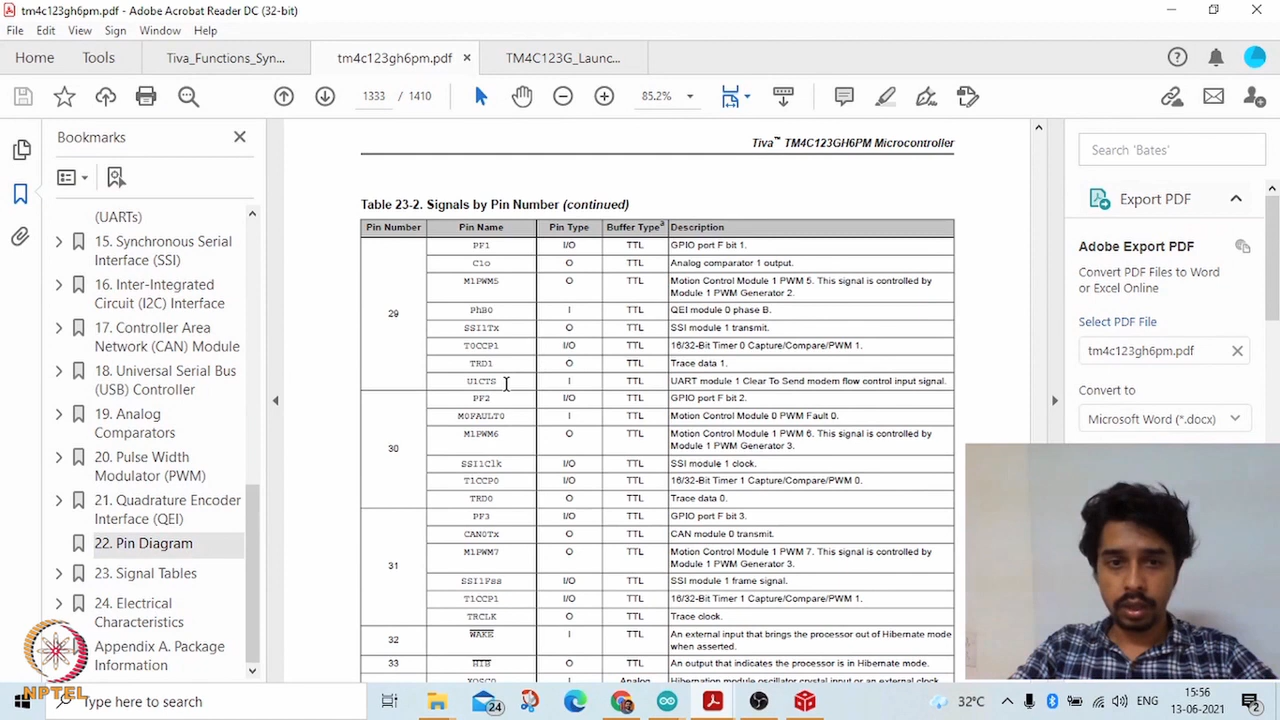 tm4c123gh6pm.pdf - Adobe Acrobat Reader DC (32-bit)
File Edit View Sign Window Help
Home Tools Tiva_Functions_Syn... tm4c123gh6pm.pdf TM4C123G_Launc...
1333 / 1410 85.2%
Bookmarks
(UARTs)
15. Synchronous Serial
Interface (SSI)
16. Inter-Integrated
Circuit (I2C) Interface
17. Controller Area
Network (CAN) Module
18. Universal Serial Bus
(USB) Controller
19. Analog
Comparators
20. Pulse Width
Modulator (PWM)
21. Quadrature Encoder
Interface (QEI)
22. Pin Diagram
23. Signal Tables
24. Electrical
Characteristics
Appendix A. Package
Information
Tiva™ TM4C123GH6PM Microcontroller
Table 23-2. Signals by Pin Number (continued)
Pin Number Pin Name Pin Type Buffer Typeᵃ Description
PF1 I/O TTL GPIO port F bit 1.
C1o O TTL Analog comparator 1 output.
M1PWM5 O TTL Motion Control Module 1 PWM 5. This signal is controlled by
Module 1 PWM Generator 2.
29 PhB0 I TTL QEI module 0 phase B.
SSI1Tx O TTL SSI module 1 transmit.
T0CCP1 I/O TTL 16/32-Bit Timer 0 Capture/Compare/PWM 1.
TRD1 O TTL Trace data 1.
U1CTS I TTL UART module 1 Clear To Send modem flow control input signal.
PF2 I/O TTL GPIO port F bit 2.
M0FAULT0 I TTL Motion Control Module 0 PWM Fault 0.
M1PWM6 O TTL Motion Control Module 1 PWM 6. This signal is controlled by
30 Module 1 PWM Generator 3.
SSI1Clk I/O TTL SSI module 1 clock.
T1CCP0 I/O TTL 16/32-Bit Timer 1 Capture/Compare/PWM 0.
TRD0 O TTL Trace data 0.
PF3 I/O TTL GPIO port F bit 3.
CAN0Tx O TTL CAN module 0 transmit.
M1PWM7 O TTL Motion Control Module 1 PWM 7. This signal is controlled by
31 Module 1 PWM Generator 3.
SSI1Fss I/O TTL SSI module 1 frame signal.
T1CCP1 I/O TTL 16/32-Bit Timer 1 Capture/Compare/PWM 1.
TRCLK O TTL Trace clock.
32 WAKE I TTL An external input that brings the processor out of Hibernate mode
when asserted.
33 HIB O TTL An output that indicates the processor is in Hibernate mode.
XOSC0 I Analog Hibernation module oscillator crystal input or an external clock
Search 'Bates'
Export PDF
Adobe Export PDF
Convert PDF Files to Word
or Excel Online
Select PDF File
tm4c123gh6pm.pdf
Convert to
Microsoft Word (*.docx)
NPTEL
Type here to search
24
32°C
ENG
15:56
13-06-2021
2